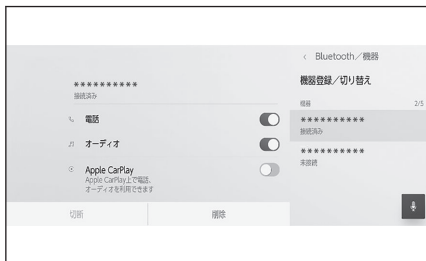 **********
接続済み
電話
オーディオ
Apple CarPlay
Apple CarPlay上で電話、
オーディオを利用できます
切断
削除
‹ Bluetooth／機器
機器登録／切り替え
機器 2/5
**********
接続済み
**********
未接続